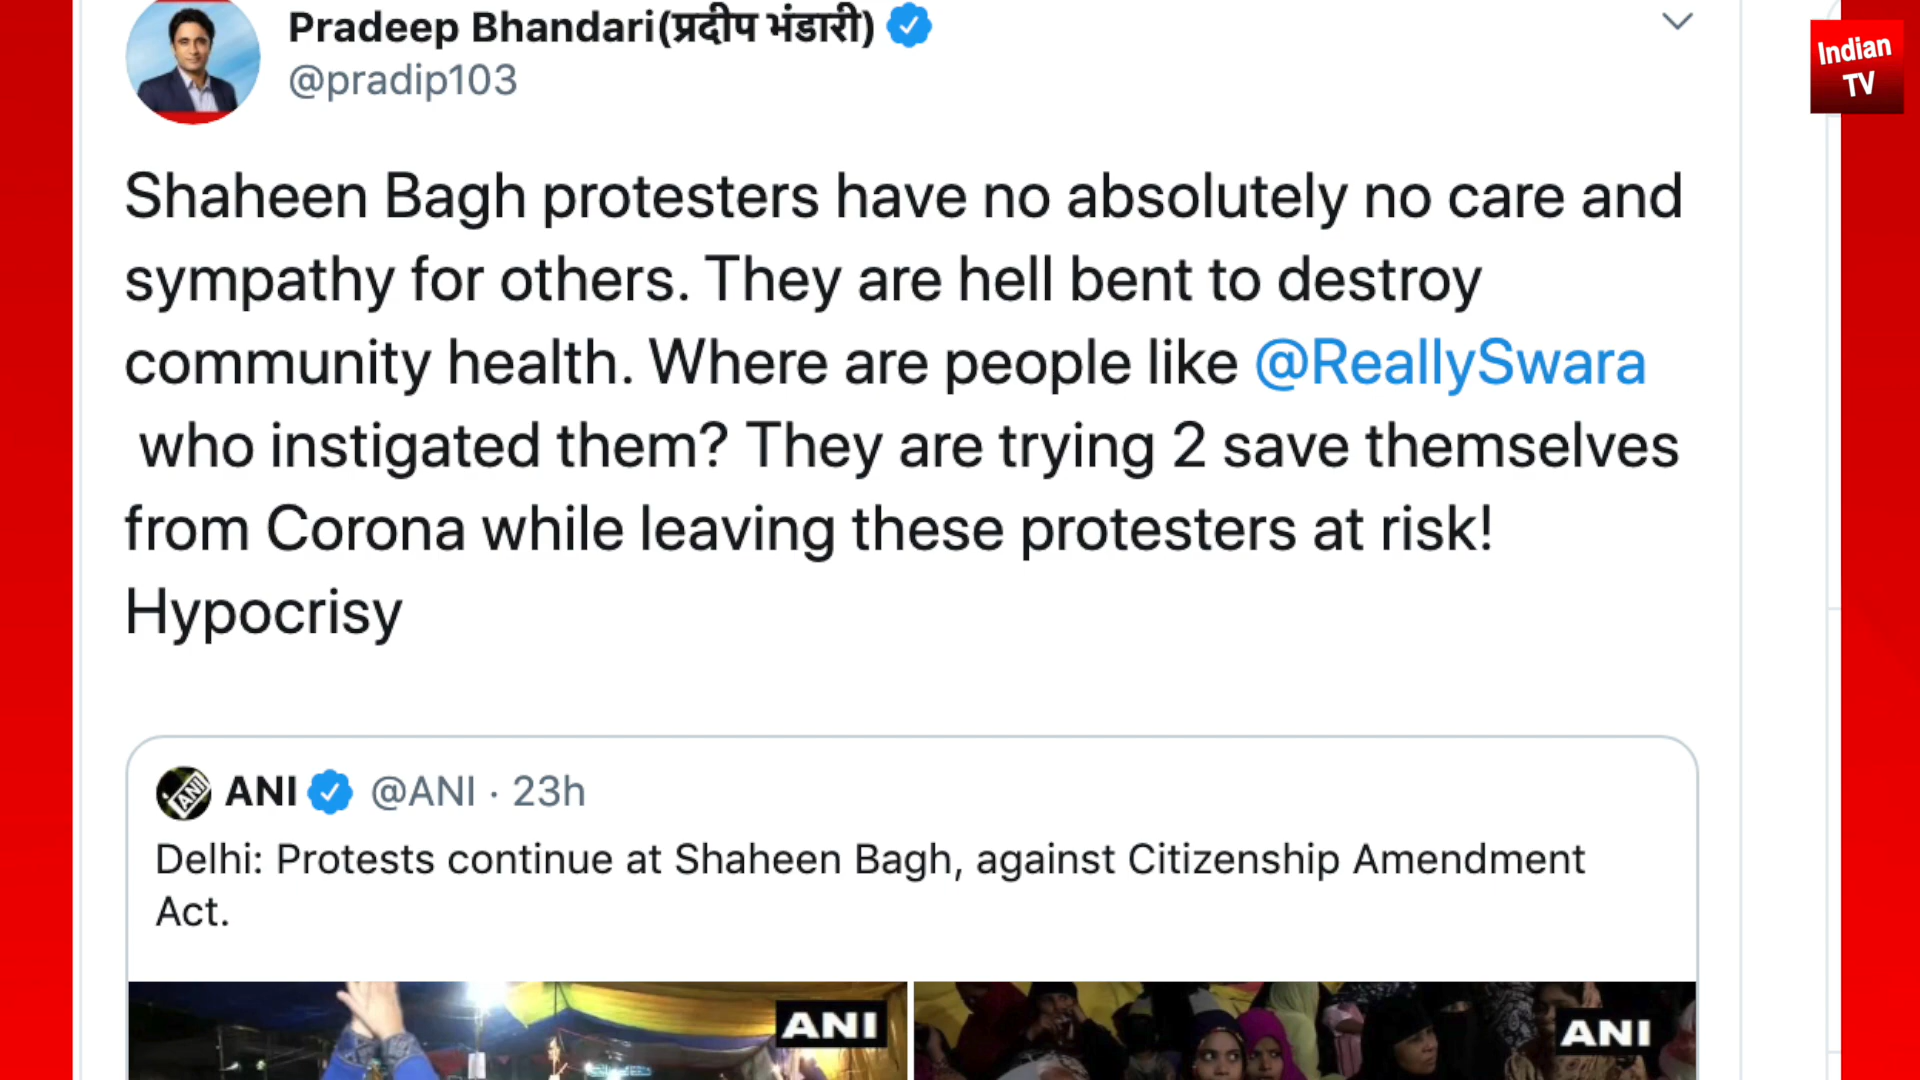 Pradeep Bhandari(प्रदीप भंडारी)
@pradip103
Indian
TV
Shaheen Bagh protesters have no absolutely no care and
sympathy for others. They are hell bent to destroy
community health. Where are people like @ReallySwara
who instigated them? They are trying 2 save themselves
from Corona while leaving these protesters at risk!
Hypocrisy
ANI
ANI @ANI · 23h
Delhi: Protests continue at Shaheen Bagh, against Citizenship Amendment
Act.
ANI
ANI